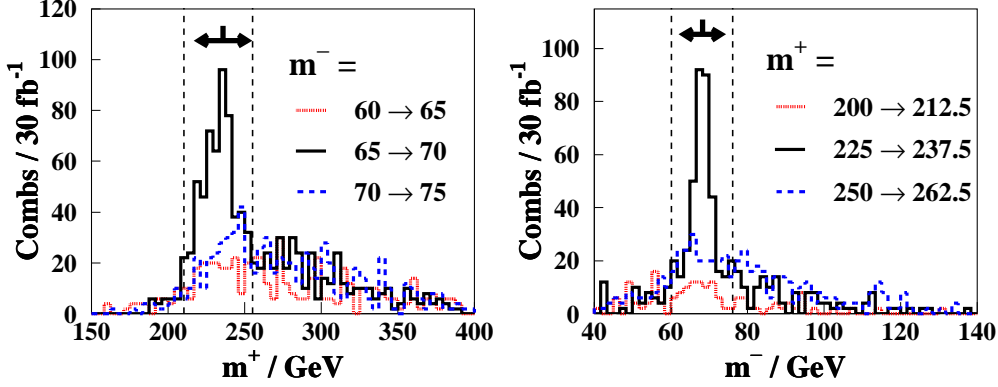 Combs / 30 fb⁻¹
120
100
80
60
40
20
0
m⁻ =
60 → 65
65 → 70
70 → 75
150 200 250 300 350 400
m⁺ / GeV
Combs / 30 fb⁻¹
100
80
60
40
20
0
m⁺ =
200 → 212.5
225 → 237.5
250 → 262.5
40 60 80 100 120 140
m⁻ / GeV